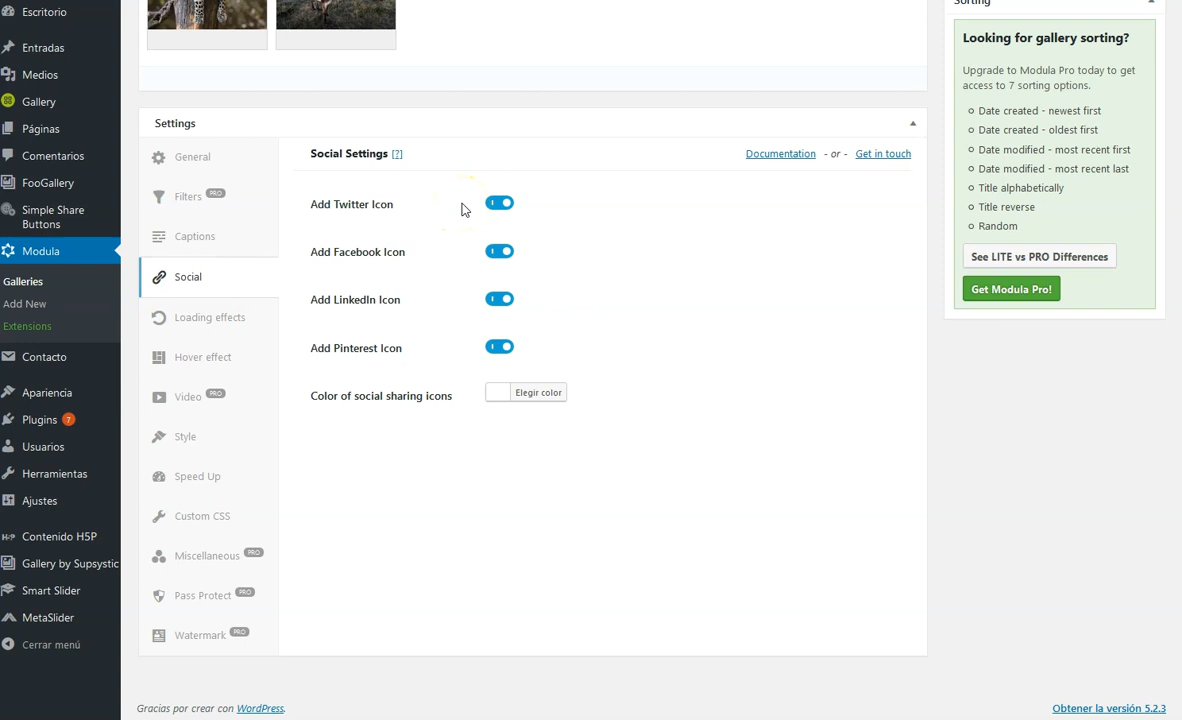 Escritorio
Entradas
Medios
Gallery
Páginas
Comentarios
FooGallery
Simple Share
Buttons
Modula
Galleries
Add New
Extensions
Contacto
Apariencia
Plugins 7
Usuarios
Herramientas
Ajustes
H-P Contenido H5P
Gallery by Supsystic
Smart Slider
MetaSlider
Cerrar menú
Settings
General
Filters PRO
Captions
Social
Loading effects
Hover effect
Video PRO
Style
Speed Up
Custom CSS
Miscellaneous PRO
Pass Protect PRO
Watermark PRO
Social Settings [?]
Documentation - or - Get in touch
Add Twitter Icon
Add Facebook Icon
Add LinkedIn Icon
Add Pinterest Icon
Color of social sharing icons Elegir color
Sorting
Looking for gallery sorting?
Upgrade to Modula Pro today to get
access to 7 sorting options.
Date created - newest first
Date created - oldest first
Date modified - most recent first
Date modified - most recent last
Title alphabetically
Title reverse
Random
See LITE vs PRO Differences
Get Modula Pro!
Gracias por crear con WordPress.
Obtener la versión 5.2.3